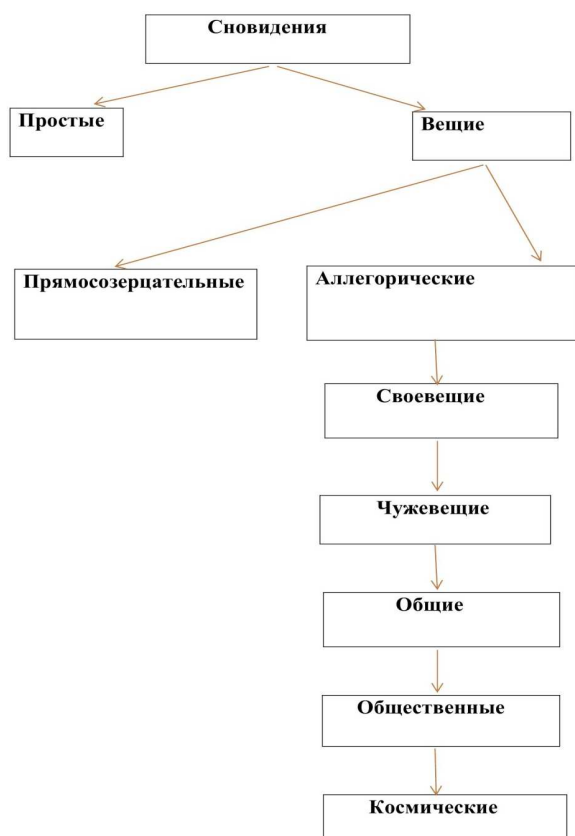 Сновидения
Простые
Вещие
Прямосозерцательные
Аллегорические
Своевещие
Чужевещие
Общие
Общественные
Космические